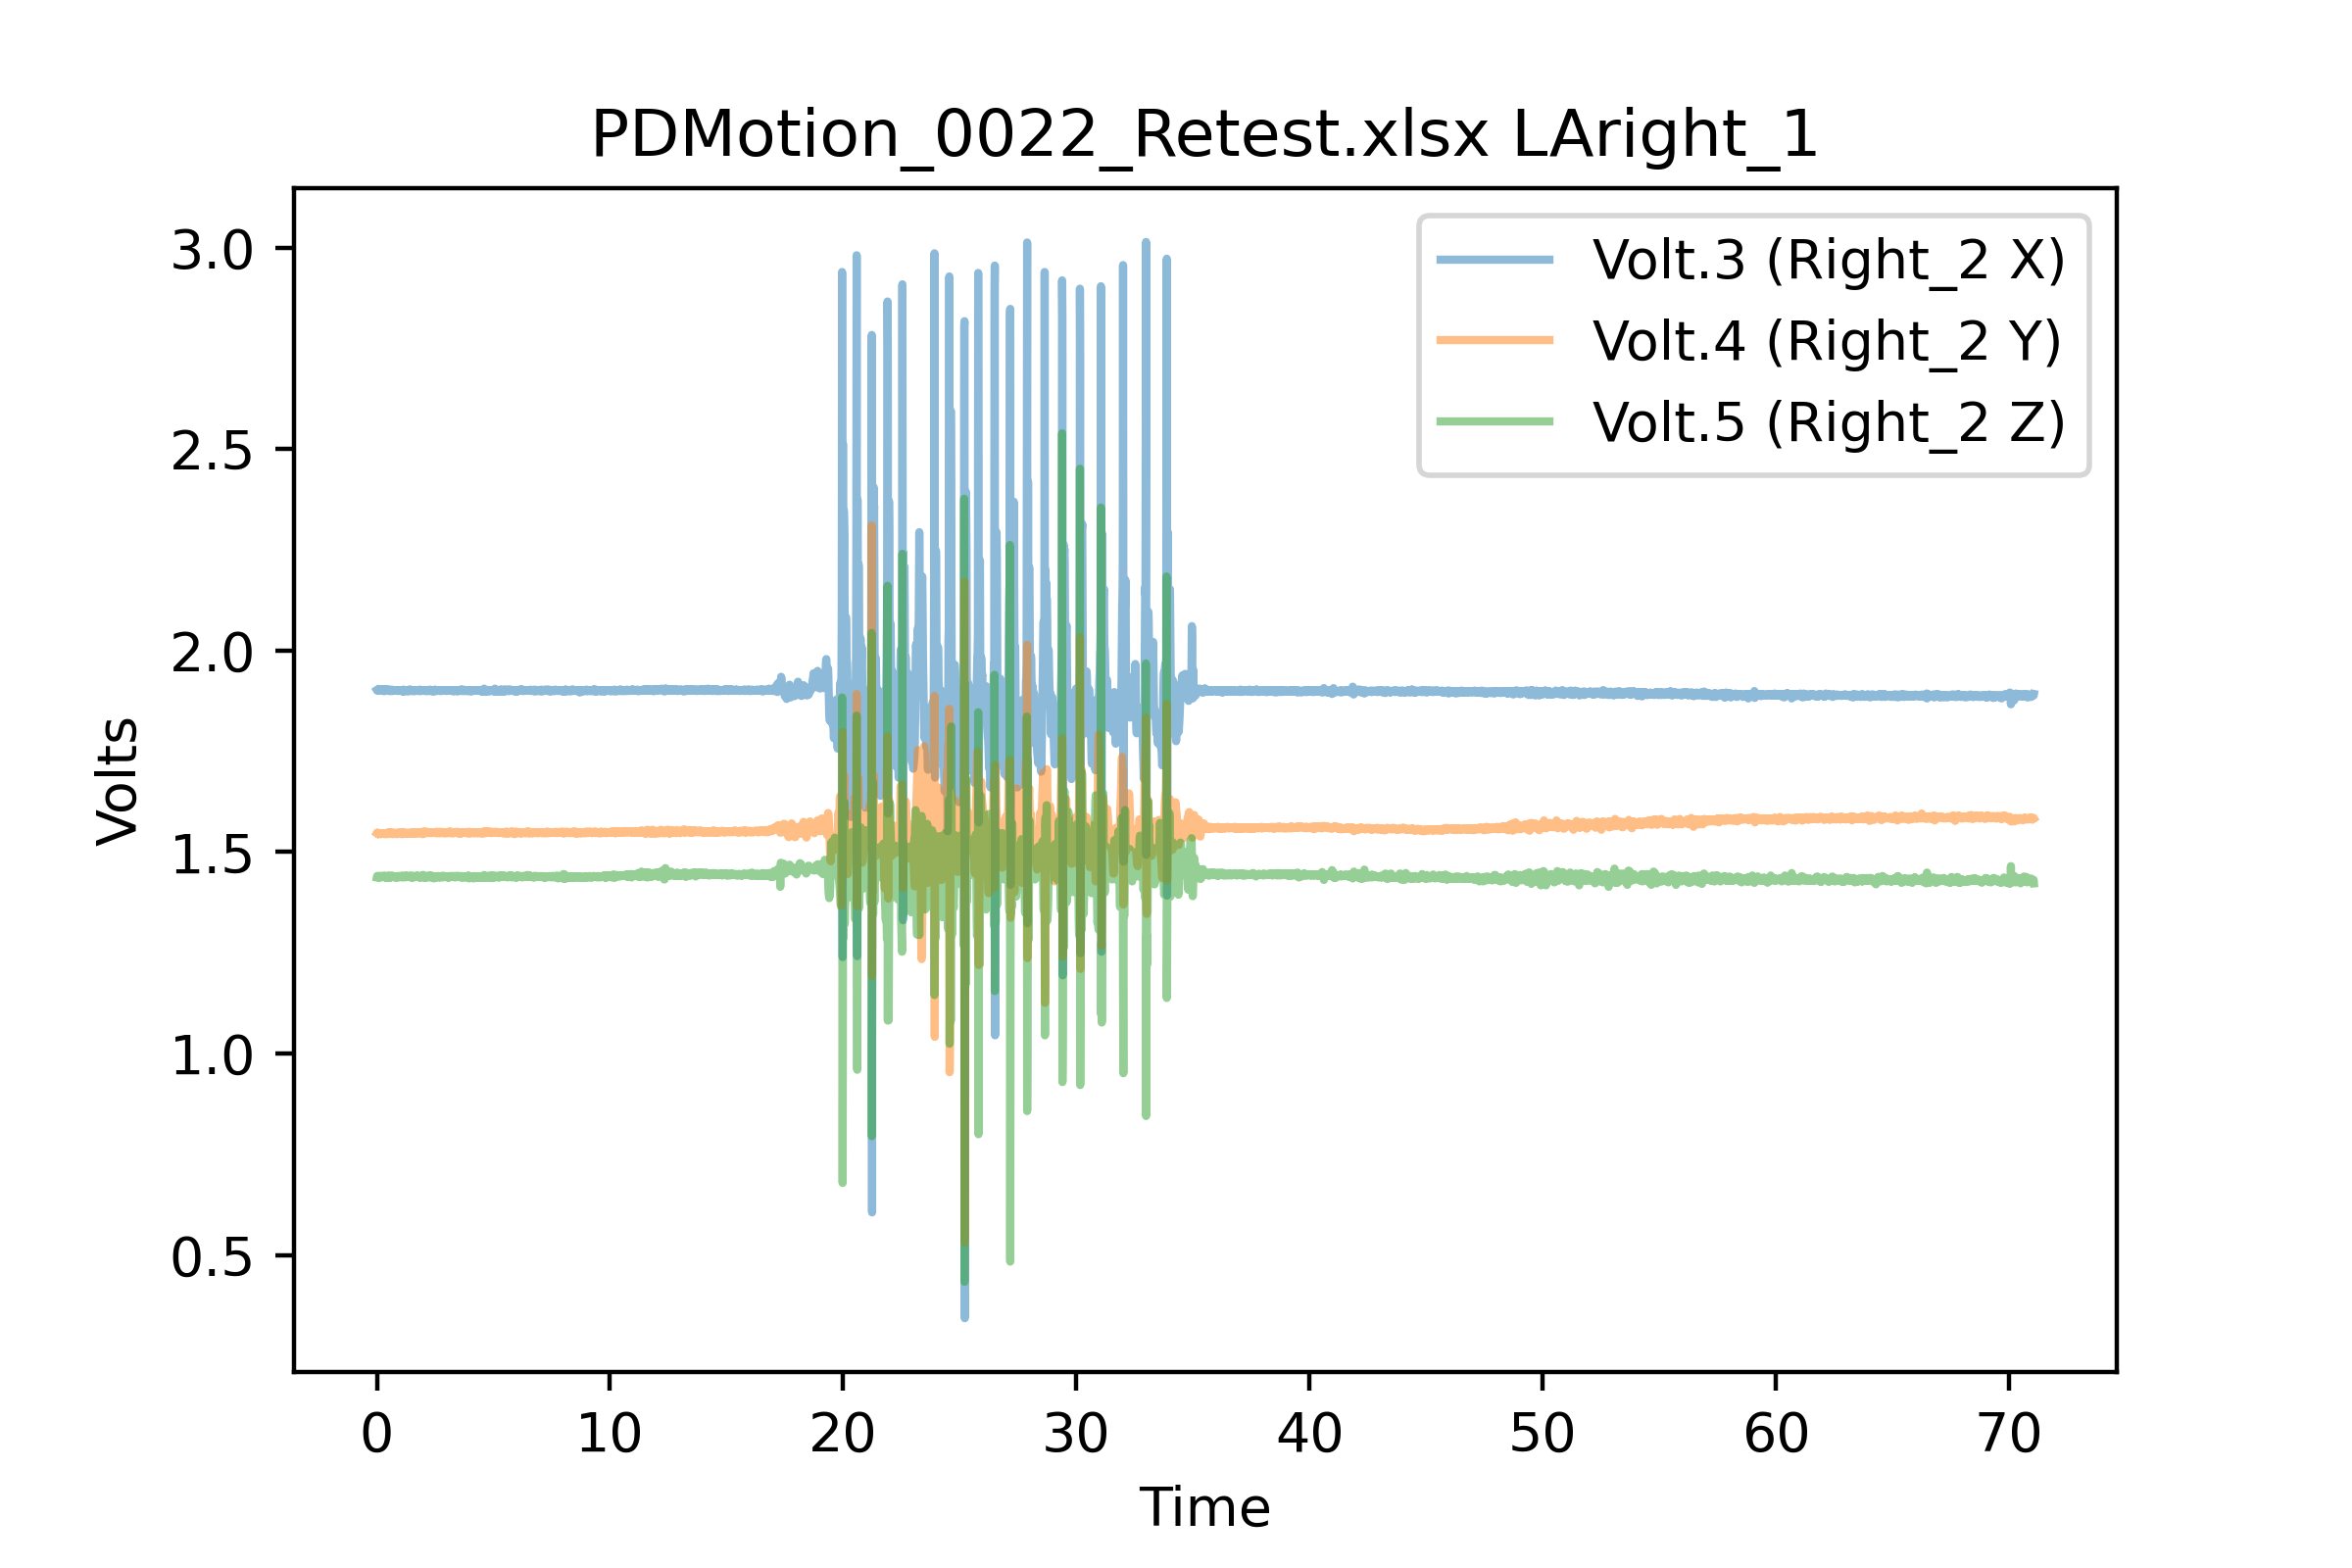 PDMotion_0022_Retest.xlsx LAright_1
3.0
2.5
2.0
1.5
1.0
0.5
Volts
Volt.3 (Right_2 X)
Volt.4 (Right_2 Y)
Volt.5 (Right_2 Z)
0 10 20 30 40 50 60 70
Time